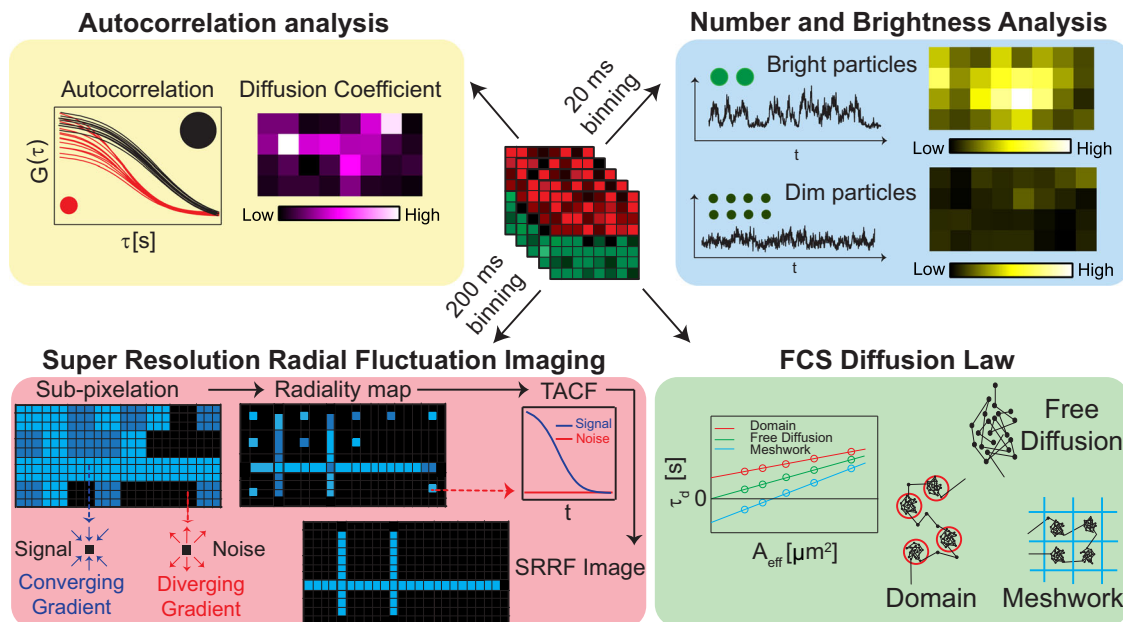 Autocorrelation analysis
Autocorrelation
G(τ)
τ[s]
Diffusion Coefficient
Low
High
20 ms
binning
200 ms
binning
Number and Brightness Analysis
Bright particles
t
Low
High
Dim particles
t
Low
High
Super Resolution Radial Fluctuation Imaging
Sub-pixelation
Radiality map
TACF
Signal
Noise
t
Signal
Converging
Gradient
Noise
Diverging
Gradient
SRRF Image
FCS Diffusion Law
Domain
Free Diffusion
Meshwork
τd [s]
0
Aeff [μm²]
Free
Diffusion
Domain
Meshwork